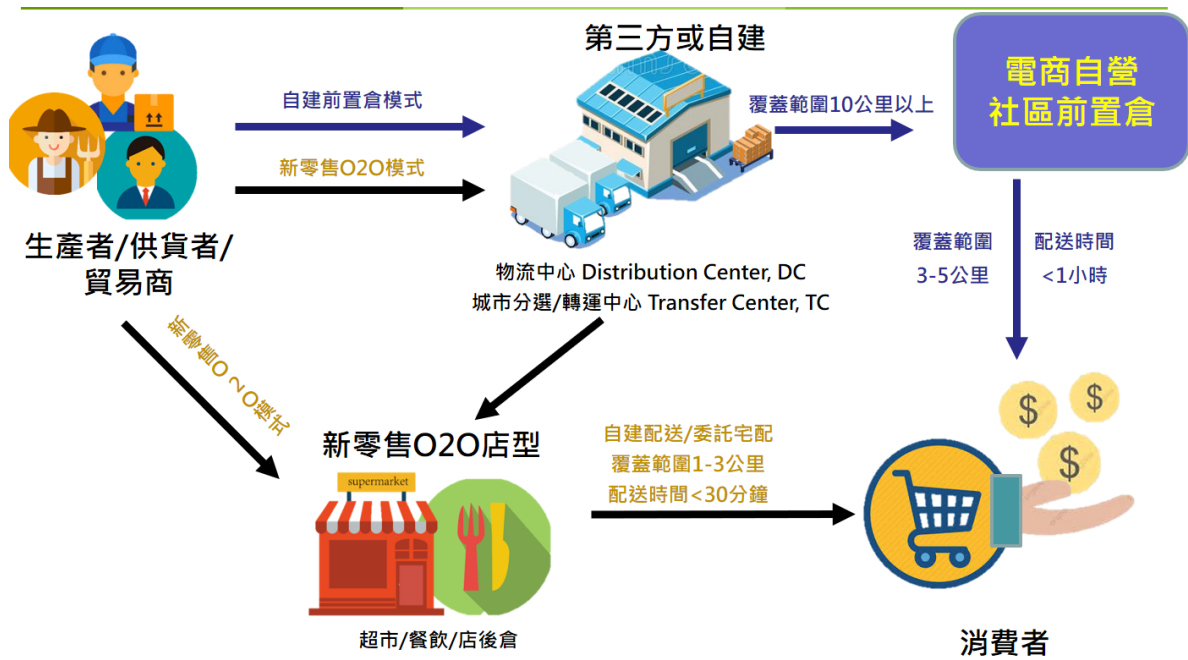 第三方或自建
電商自營
社區前置倉
自建前置倉模式
覆蓋範圍10公里以上
新零售O2O模式
生產者/供貨者/
貿易商
物流中心 Distribution Center, DC
城市分選/轉運中心 Transfer Center, TC
覆蓋範圍
3-5公里
配送時間
<1小時
新零售O2O模式
新零售O2O店型
supermarket
自建配送/委託宅配
覆蓋範圍1-3公里
配送時間<30分鐘
$
$
$
超市/餐飲/店後倉
消費者